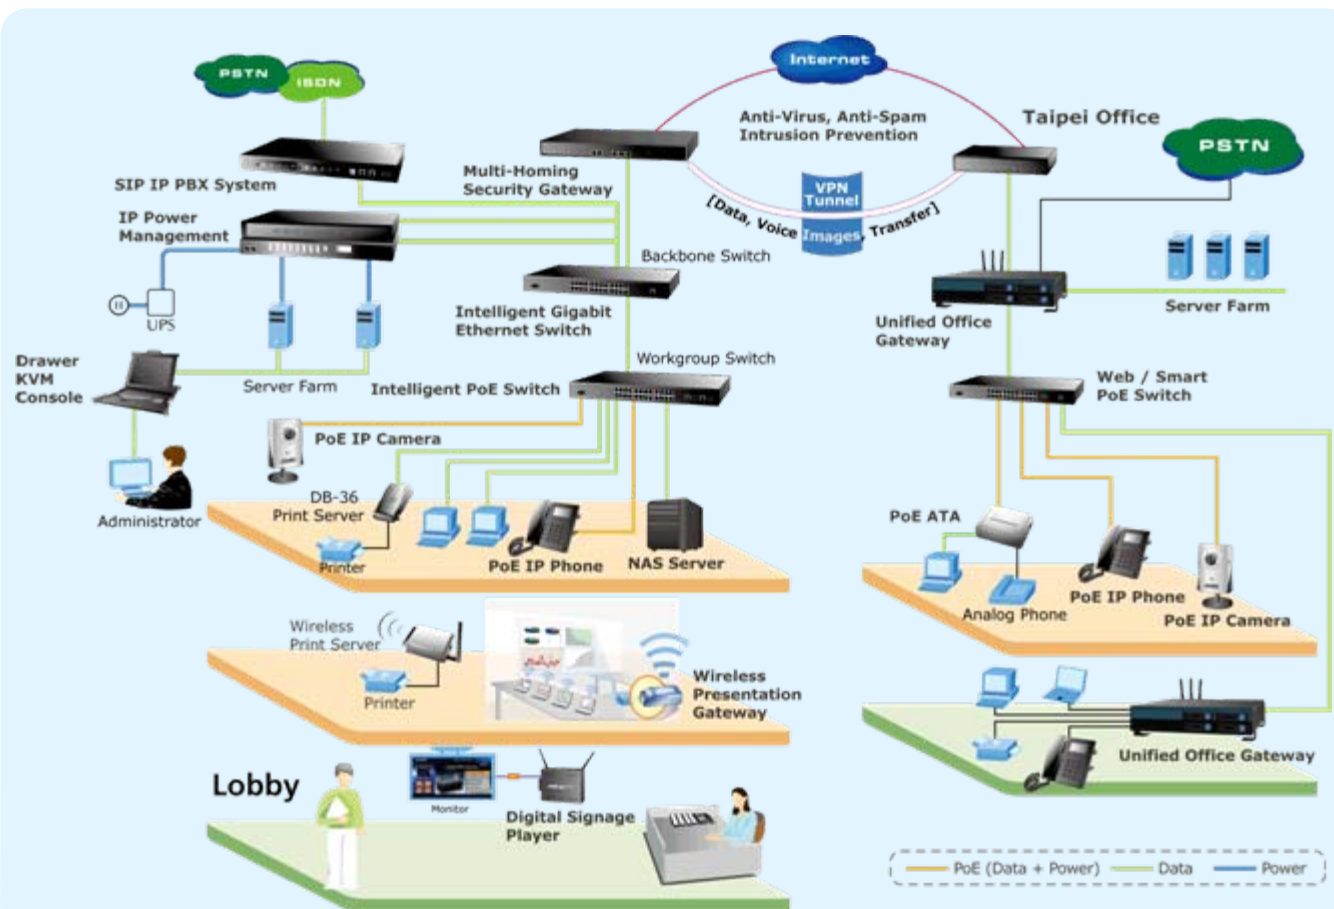 PSTN
ISDN
Internet
Anti-Virus, Anti-Spam
Intrusion Prevention
Taipei Office
PSTN
SIP IP PBX System
Multi-Homing
Security Gateway
VPN
Tunnel
[Data, Voice Images, Transfer]
IP Power
Management
Backbone Switch
UPS
Intelligent Gigabit
Ethernet Switch
Unified Office
Gateway
Server Farm
Drawer
KVM
Console
Server Farm
Workgroup Switch
Intelligent PoE Switch
Web / Smart
PoE Switch
PoE IP Camera
DB-36
Print Server
Administrator
Printer
PoE IP Phone
NAS Server
PoE ATA
Analog Phone
PoE IP Phone
PoE IP Camera
Wireless
Print Server
Printer
Wireless
Presentation
Gateway
Unified Office Gateway
Lobby
Monitor
Digital Signage
Player
PoE (Data + Power)
Data
Power